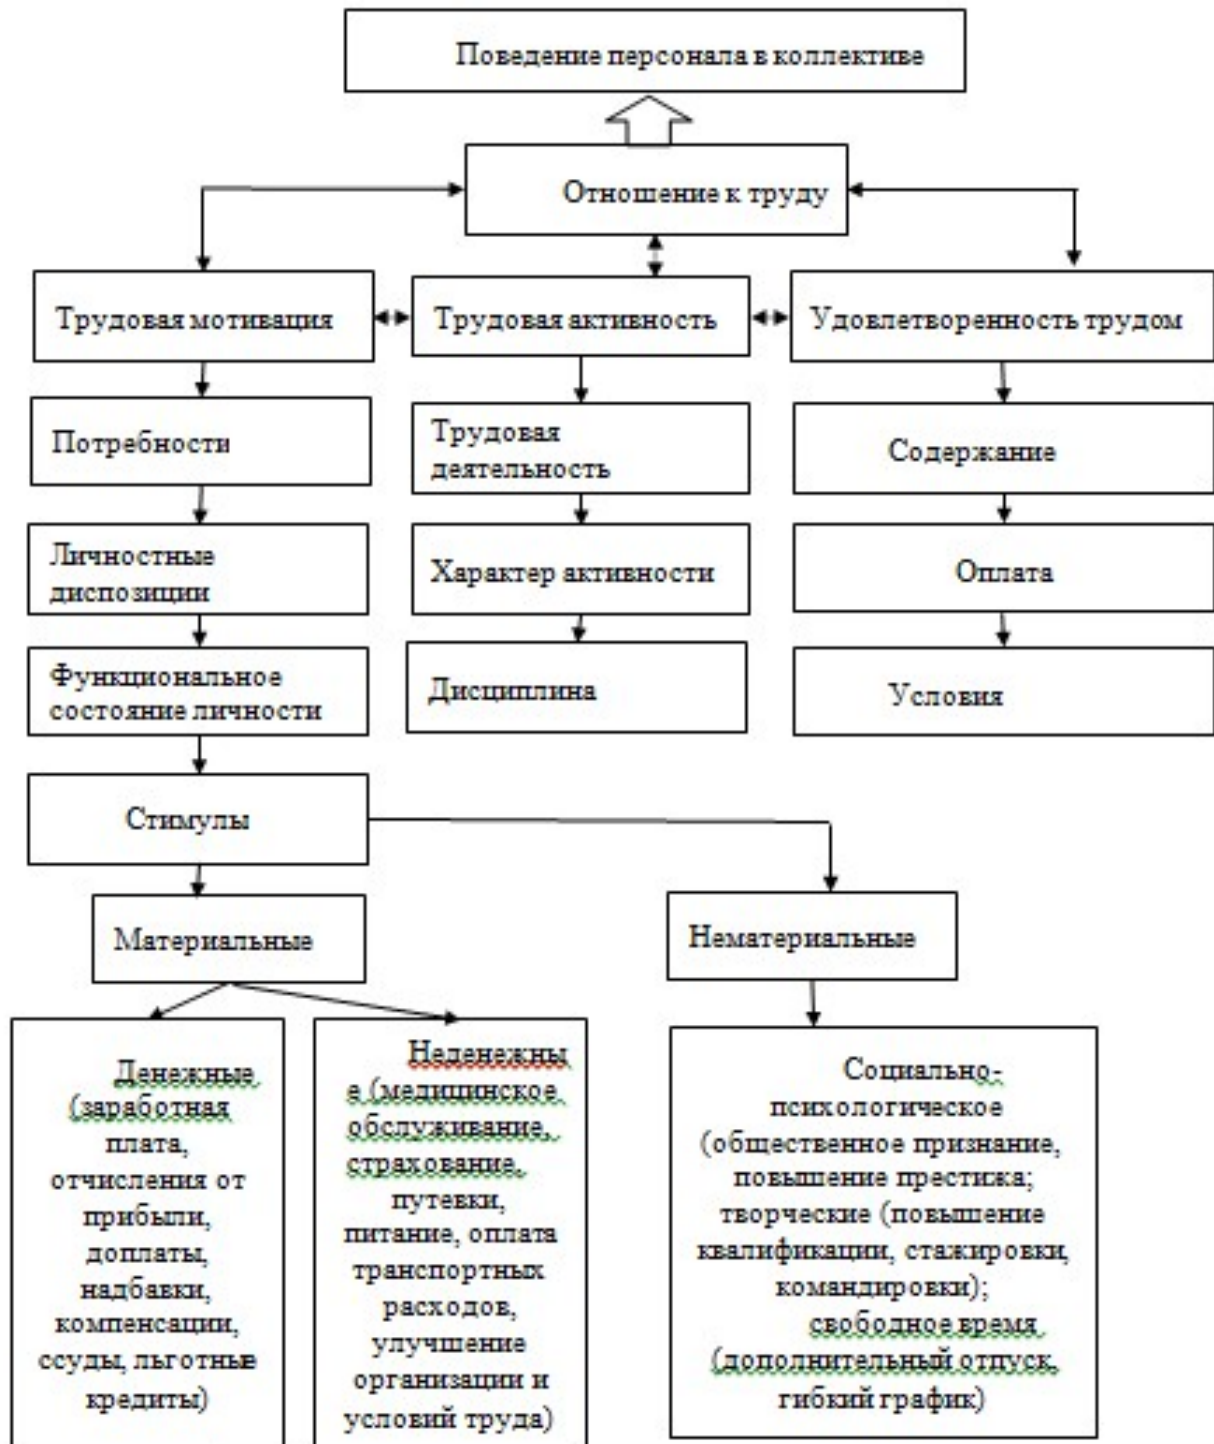 Поведение персонала в коллективе
Отношение к труду
Трудовая мотивация
Трудовая активность
Удовлетворенность трудом
Потребности
Трудовая
деятельность
Содержание
Личностные
диспозиции
Характер активности
Оплата
Функциональное
состояние личности
Дисциплина
Условия
Стимулы
Материальные
Нематериальные
Денежные
(заработная
плата,
отчисления от
прибыли,
доплаты,
надбавки,
компенсации,
ссуды, льготные
кредиты)
Неденежны
е (медицинское
обслуживание,
страхование,
путевки,
питание, оплата
транспортных
расходов,
улучшение
организации и
условий труда)
Социально-
психологическое
(общественное признание,
повышение престижа;
творческие (повышение
квалификации, стажировки,
командировки);
свободное время
(дополнительный отпуск,
гибкий график)